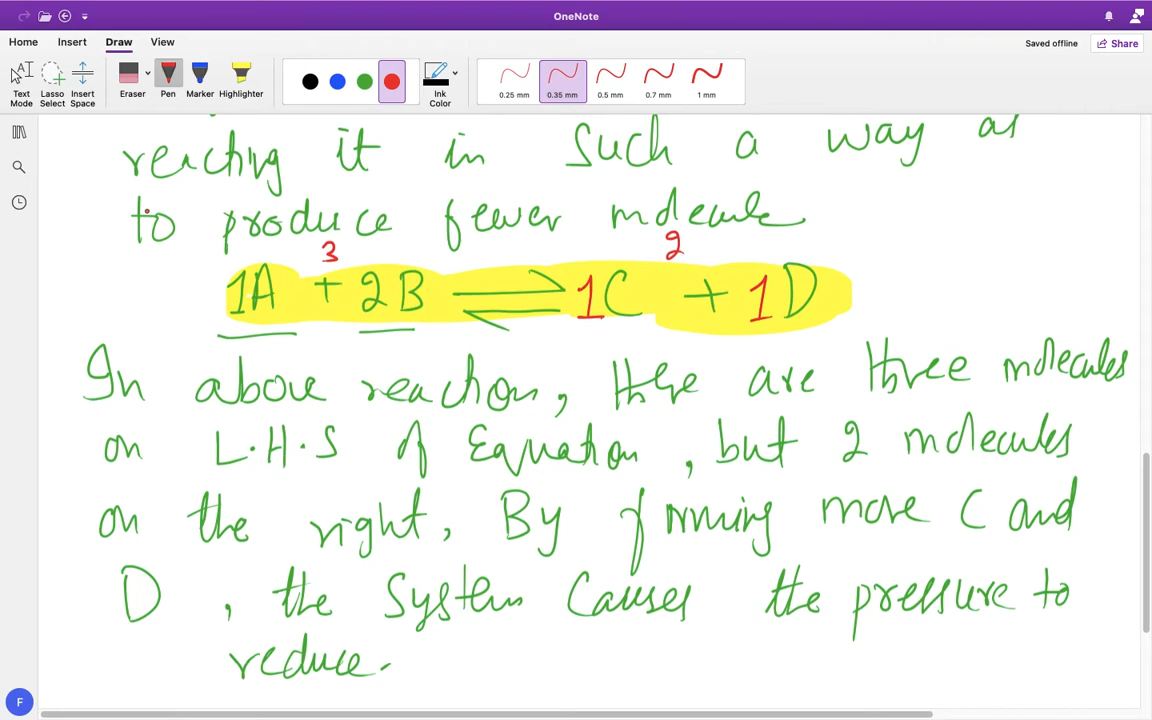 OneNote
Home Insert Draw View
Saved offline Share
Text Mode Lasso Select Insert Space Eraser Pen Marker Highlighter Ink Color 0.25 mm 0.35 mm 0.5 mm 0.7 mm 1 mm
reaching it in such a way as
to produce fewer molecule
3 2
1A + 2B ⇌ 1C + 1D
In above reaction, there are three molecules
on L.H.S of Equation, but 2 molecules
on the right, By forming more C and
D, the system causes the pressure to
reduce.
F